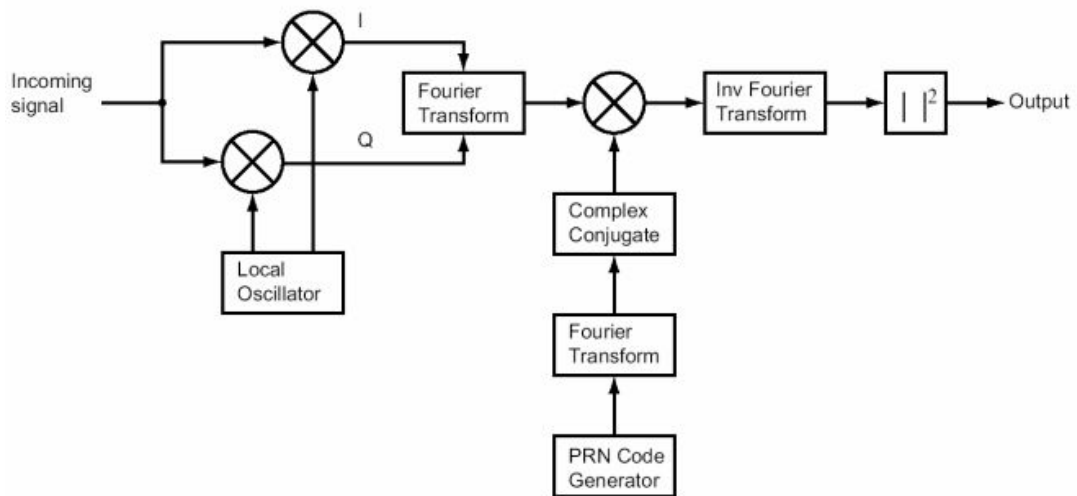 I
Incoming
signal
Fourier
Transform
Inv Fourier
Transform
| |²
Output
Q
Complex
Conjugate
Local
Oscillator
Fourier
Transform
PRN Code
Generator